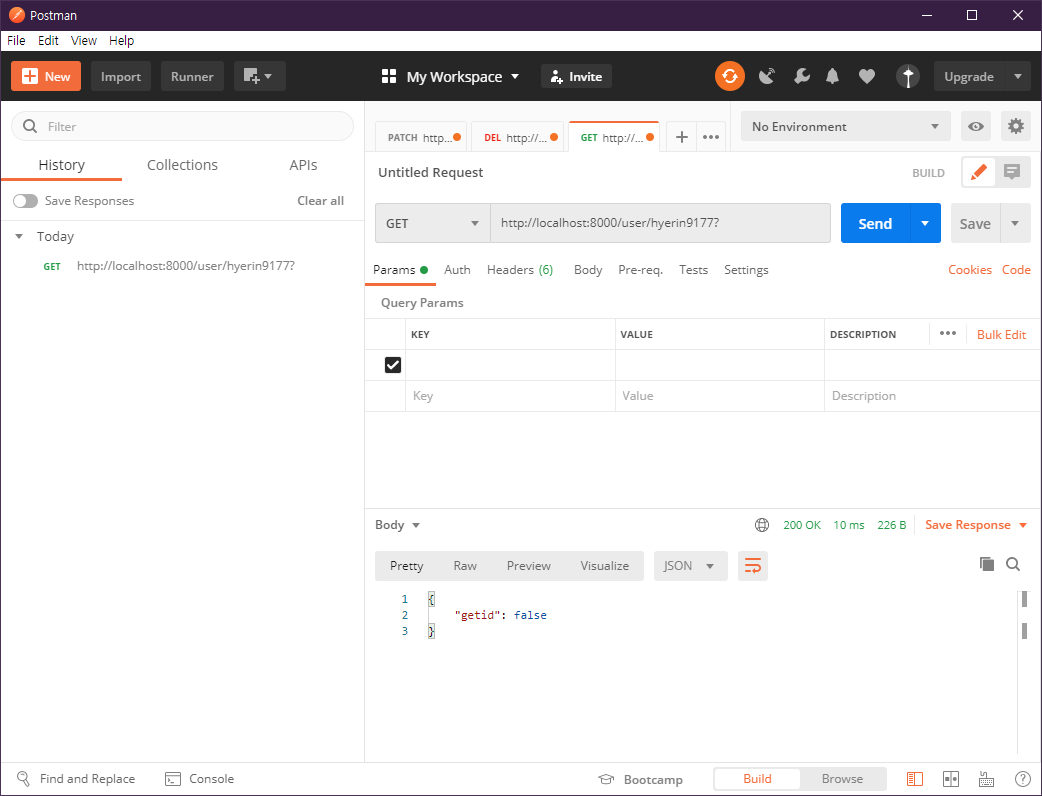 Postman
File Edit View Help
New Import Runner My Workspace Invite Upgrade
Filter
History Collections APIs
Save Responses Clear all
Today
GET http://localhost:8000/user/hyerin9177?
PATCH http... DEL http://... GET http://... + •••
No Environment
Untitled Request BUILD
GET http://localhost:8000/user/hyerin9177? Send Save
Params Auth Headers (6) Body Pre-req. Tests Settings Cookies Code
Query Params
KEY VALUE DESCRIPTION ••• Bulk Edit
Key Value Description
Body 200 OK 10 ms 226 B Save Response
Pretty Raw Preview Visualize JSON
1 {
2 "getid": false
3 }
Find and Replace Console Bootcamp Build Browse